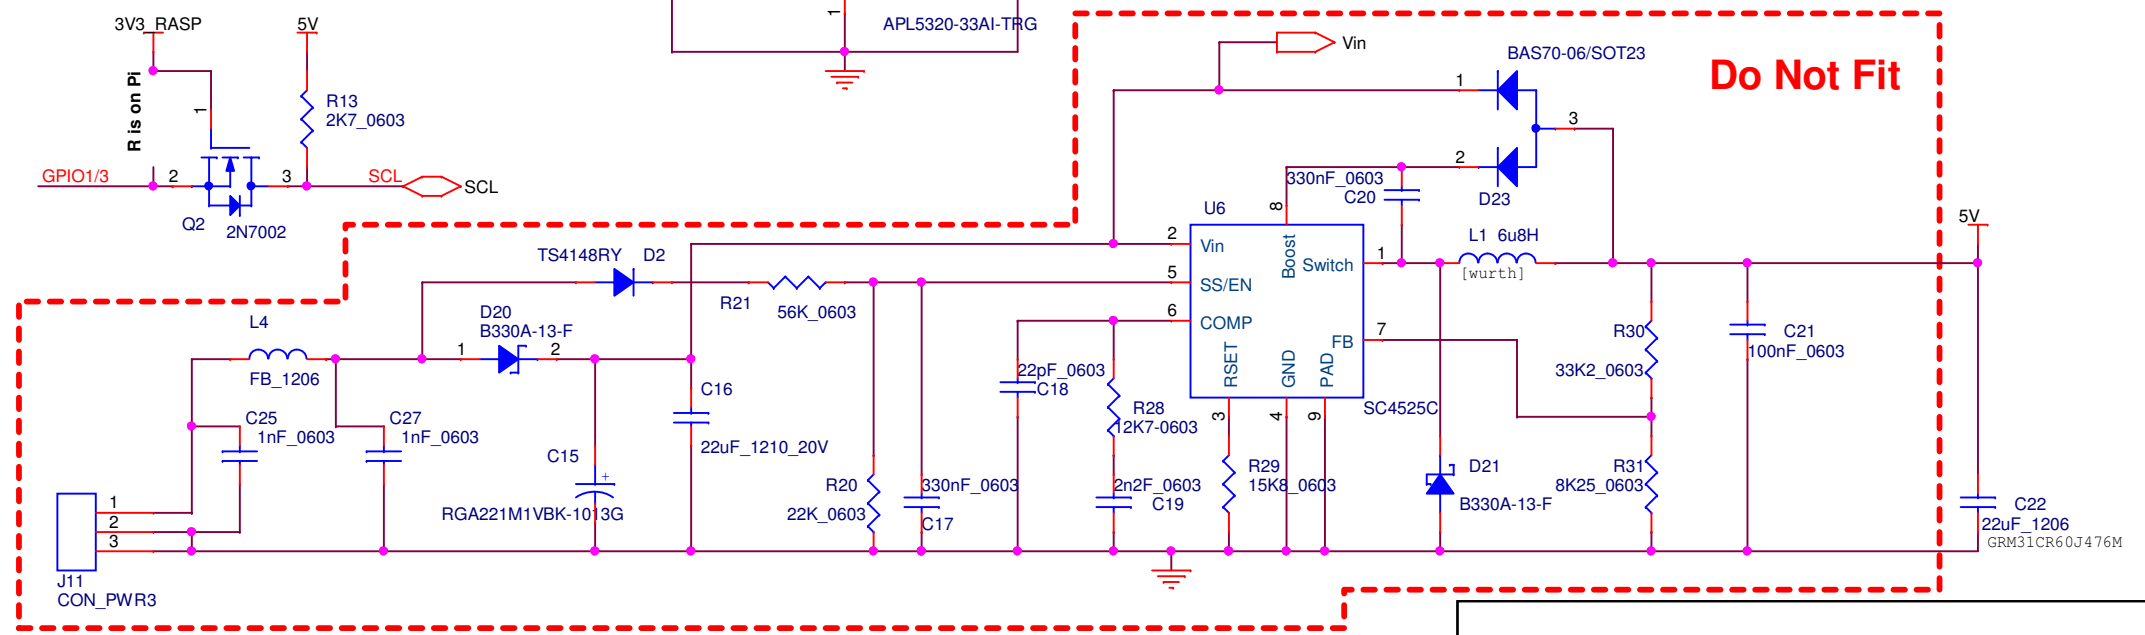 3V3_RASP
5V
1
APL5320-33AI-TRG
Vin
BAS70-06/SOT23
Do Not Fit
R is on Pi
1
R13
2K7_0603
1
3
GPIO1/3
2
3
SCL
SCL
Q2
2N7002
2
330nF_0603
C20
D23
8
U6
5V
TS4148RY
D2
2
Vin
Boost
Switch
1
L1 6u8H
[wurth]
5
SS/EN
R21
56K_0603
6
COMP
L4
D20
B330A-13-F
1
2
FB_1206
FB
7
R30
33K2_0603
C21
100nF_0603
RSET
GND
PAD
22pF_0603
C18
C16
22uF_1210_20V
3
4
9
SC4525C
R28
12K7-0603
C25
1nF_0603
C27
1nF_0603
C15
+
RGA221M1VBK-1013G
R20
22K_0603
330nF_0603
C17
2n2F_0603
C19
R29
15K8_0603
D21
B330A-13-F
R31
8K25_0603
C22
22uF_1206
GRM31CR60J476M
1
2
3
J11
CON_PWR3